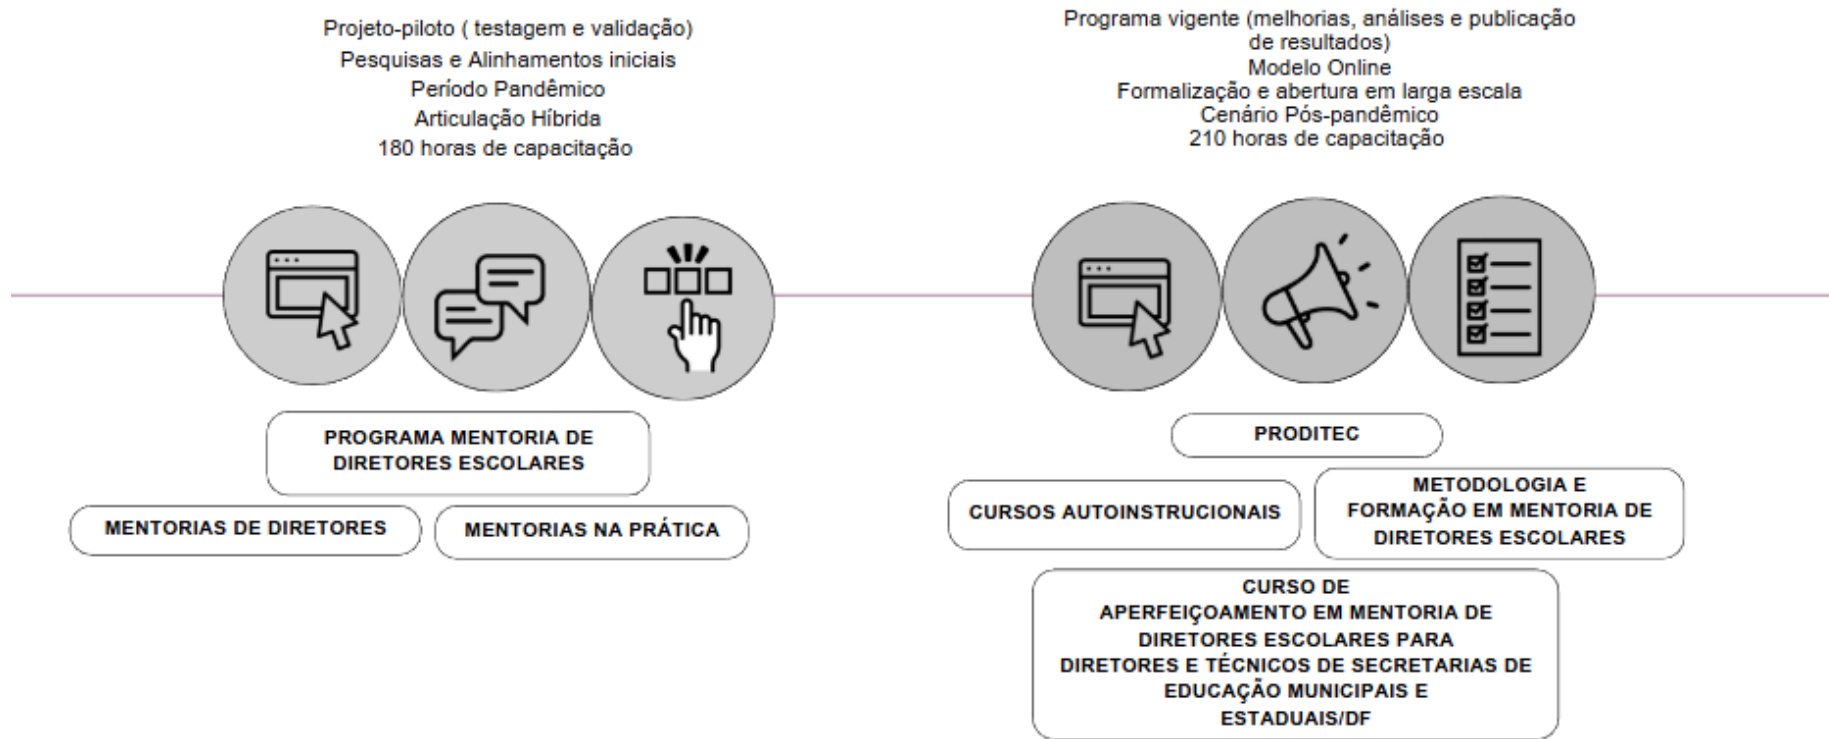 Projeto-piloto ( testagem e validação)
Pesquisas e Alinhamentos iniciais
Período Pandêmico
Articulação Híbrida
180 horas de capacitação
PROGRAMA MENTORIA DE
DIRETORES ESCOLARES
MENTORIAS DE DIRETORES
MENTORIAS NA PRÁTICA
Programa vigente (melhorias, análises e publicação
de resultados)
Modelo Online
Formalização e abertura em larga escala
Cenário Pós-pandêmico
210 horas de capacitação
PRODITEC
CURSOS AUTOINSTRUCIONAIS
METODOLOGIA E
FORMAÇÃO EM MENTORIA DE
DIRETORES ESCOLARES
CURSO DE
APERFEIÇOAMENTO EM MENTORIA DE
DIRETORES ESCOLARES PARA
DIRETORES E TÉCNICOS DE SECRETARIAS DE
EDUCAÇÃO MUNICIPAIS E
ESTADUAIS/DF